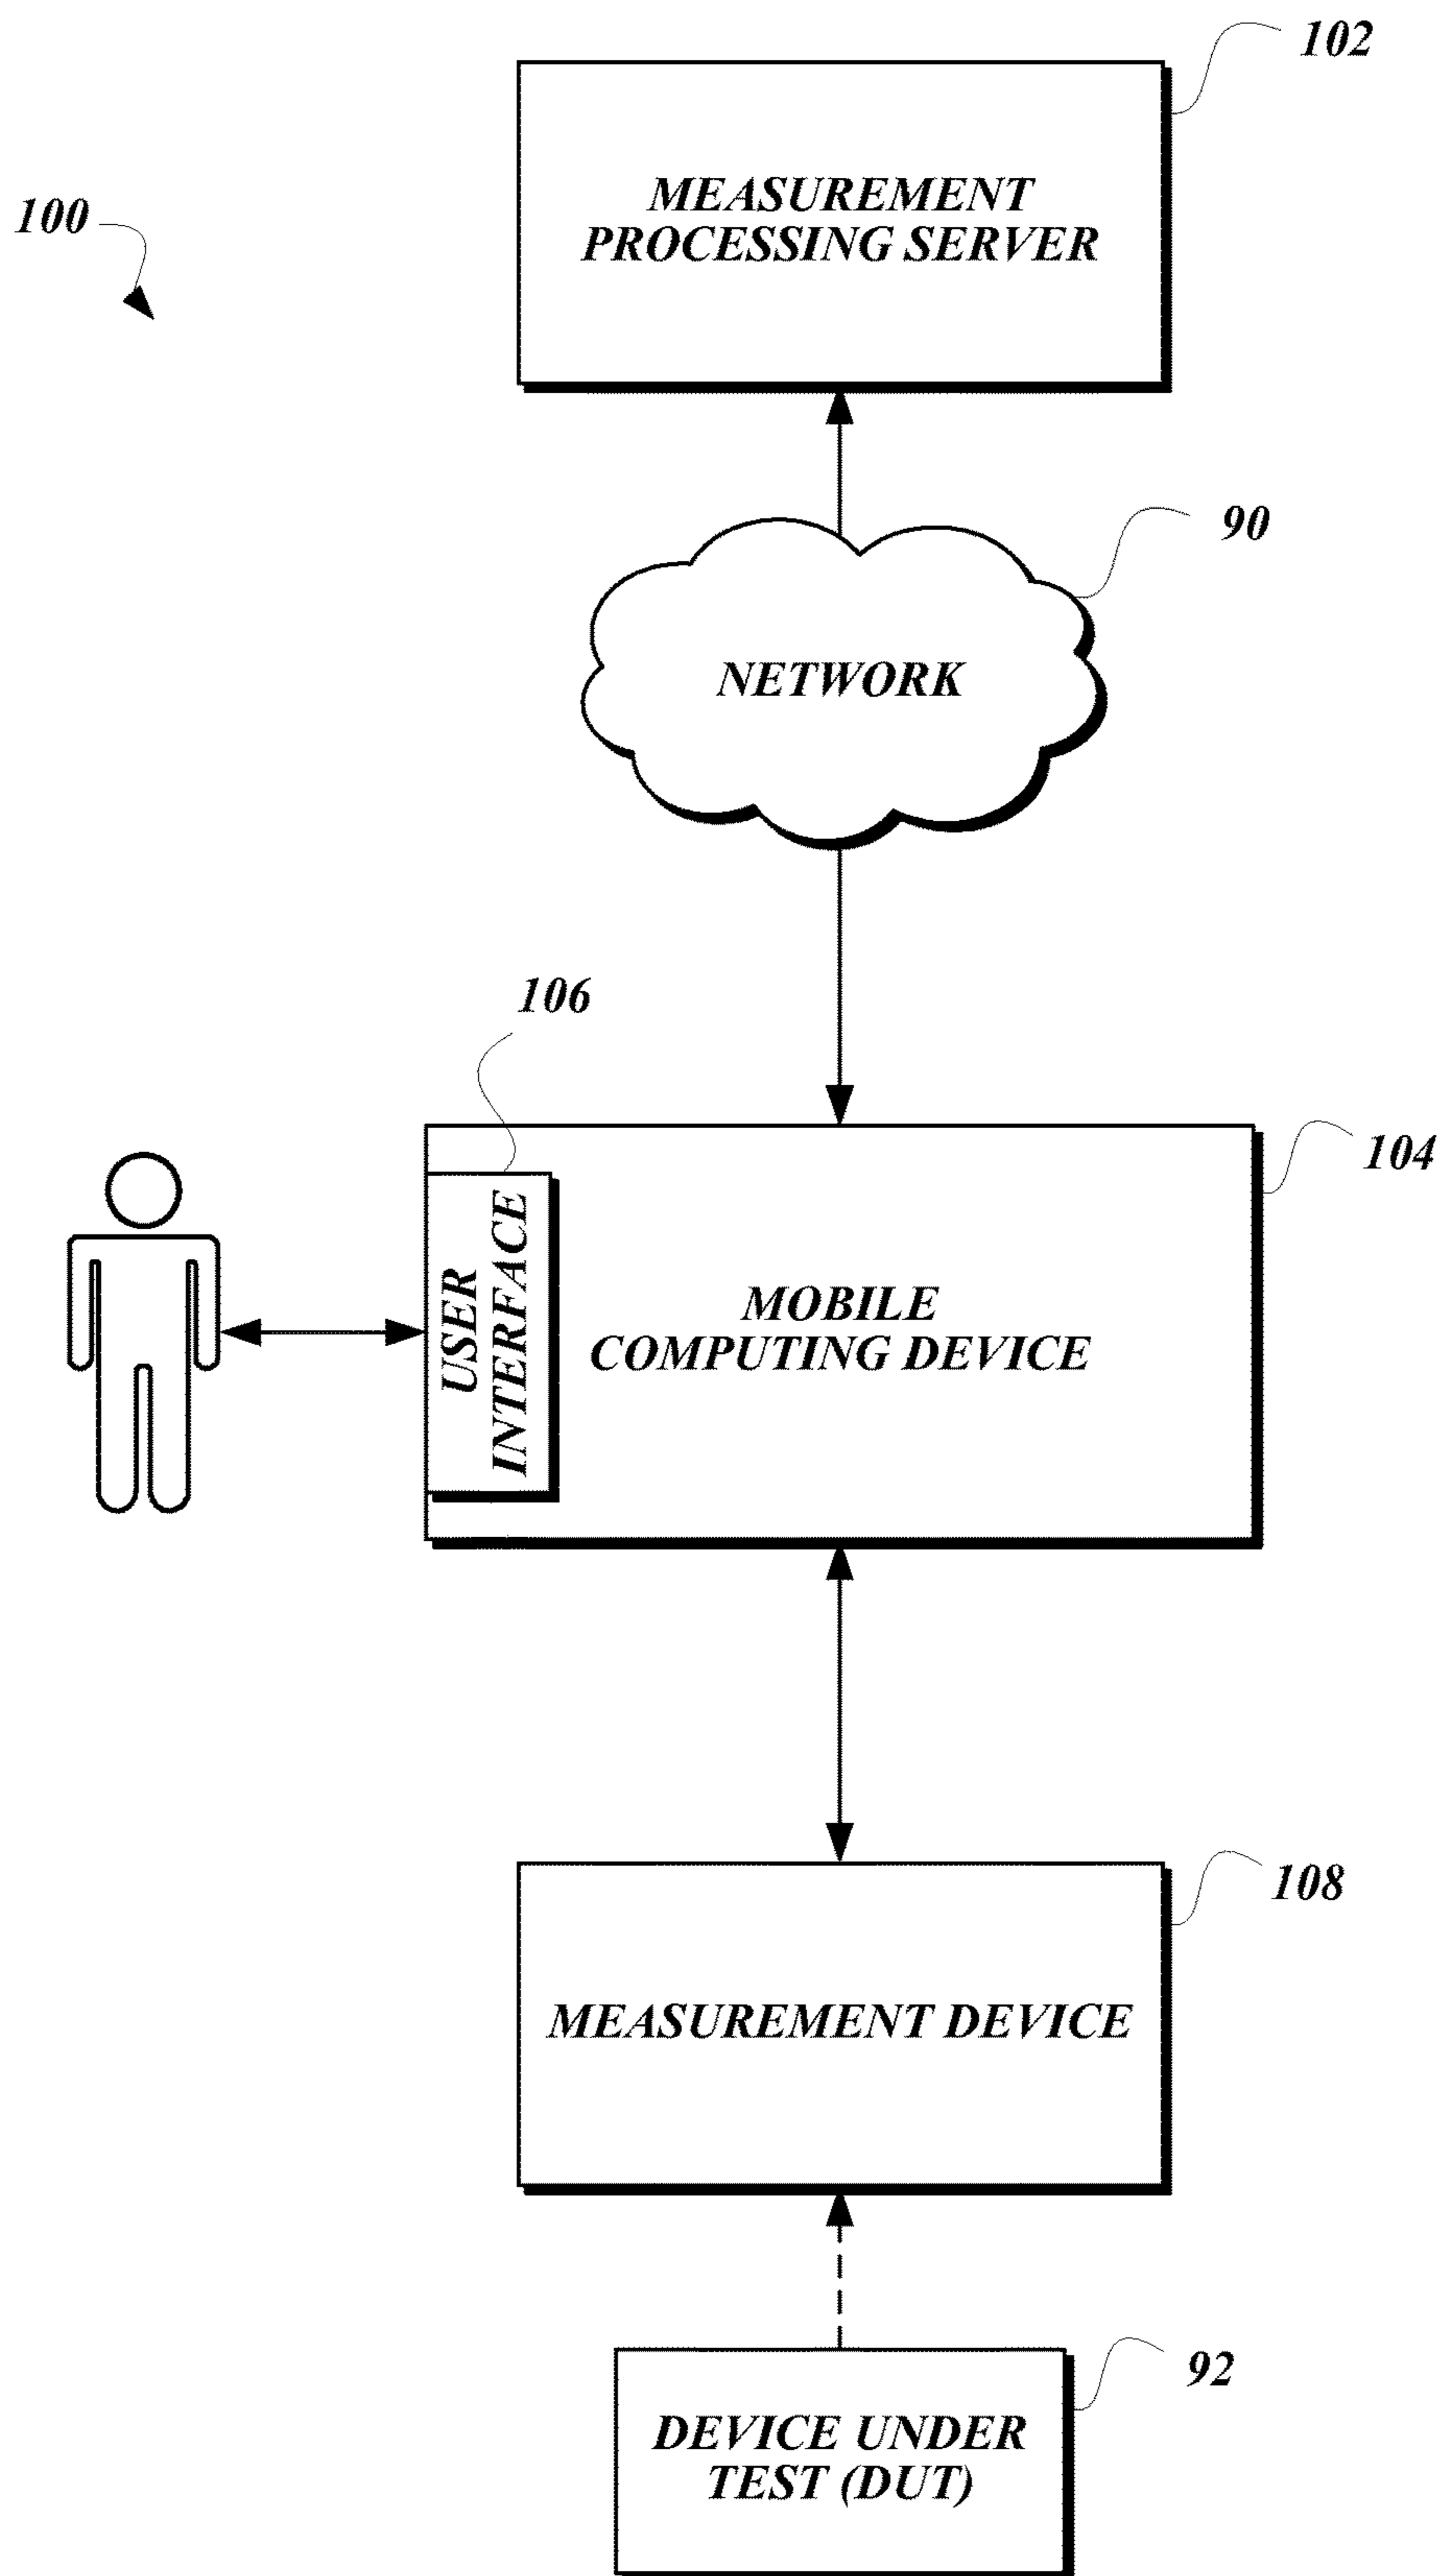 102
MEASUREMENT
PROCESSING SERVER
100
90
NETWORK
106
104
USER
INTERFACE
MOBILE
COMPUTING DEVICE
108
MEASUREMENT DEVICE
92
DEVICE UNDER
TEST (DUT)